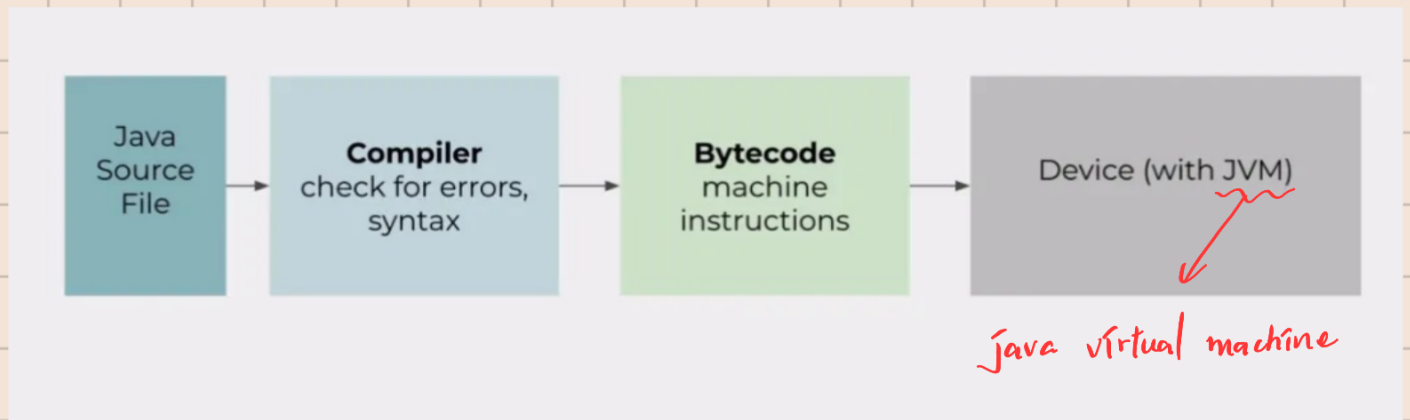 Java
Source
File
Compiler
check for errors,
syntax
Bytecode
machine
instructions
Device (with JVM)
java virtual machine